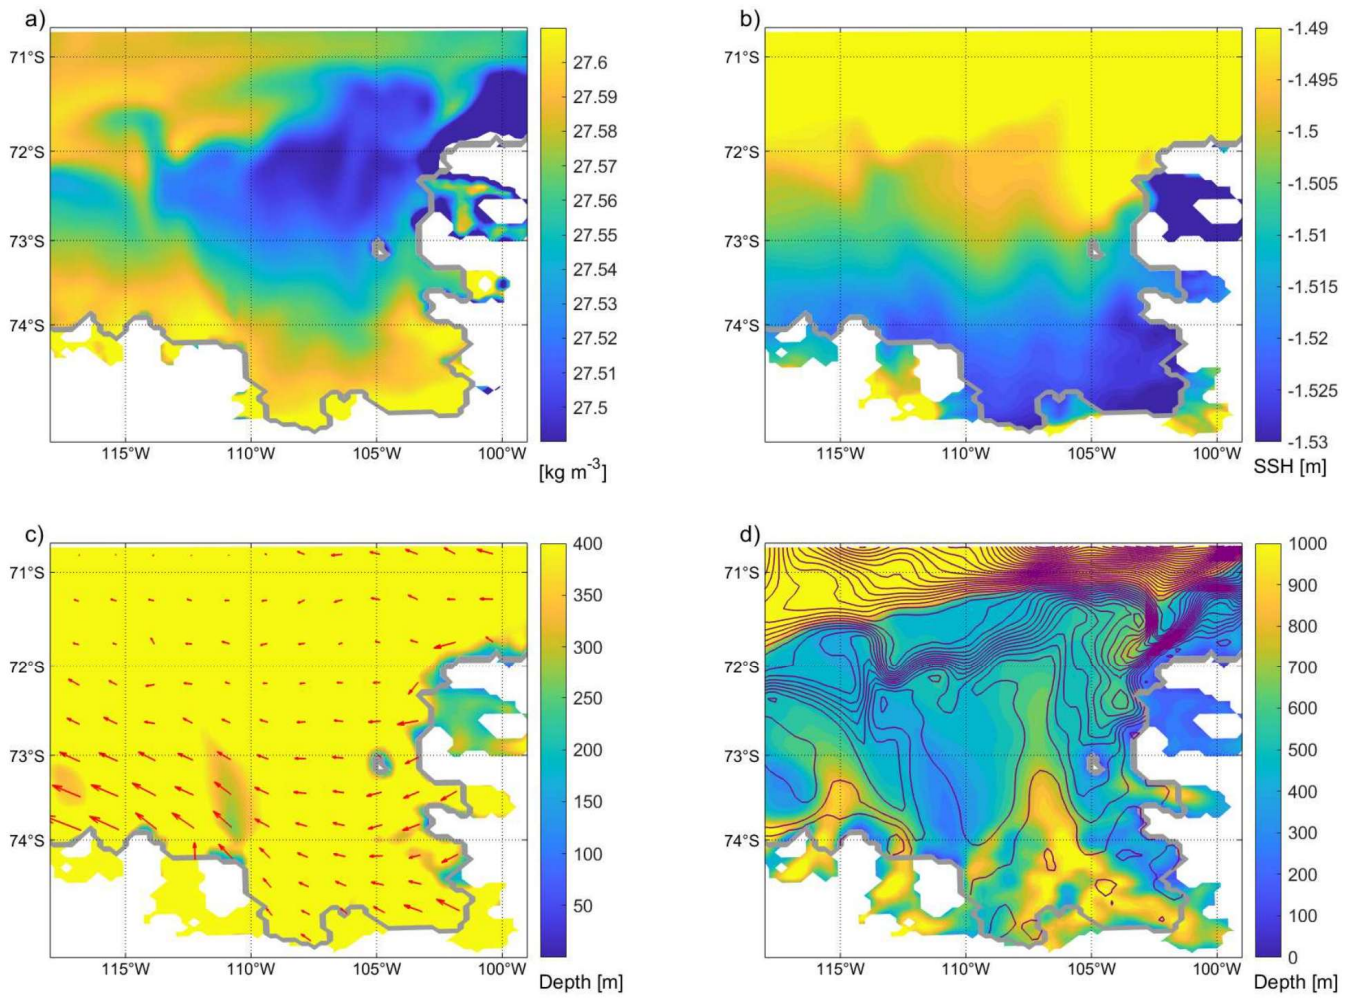 a)
71°S
72°S
73°S
74°S
115°W 110°W 105°W 100°W
27.6
27.59
27.58
27.57
27.56
27.55
27.54
27.53
27.52
27.51
27.5
[kg m-3]
b)
71°S
72°S
73°S
74°S
115°W 110°W 105°W 100°W
-1.49
-1.495
-1.5
-1.505
-1.51
-1.515
-1.52
-1.525
-1.53
SSH [m]
c)
71°S
72°S
73°S
74°S
115°W 110°W 105°W 100°W
400
350
300
250
200
150
100
50
Depth [m]
d)
71°S
72°S
73°S
74°S
115°W 110°W 105°W 100°W
1000
900
800
700
600
500
400
300
200
100
0
Depth [m]